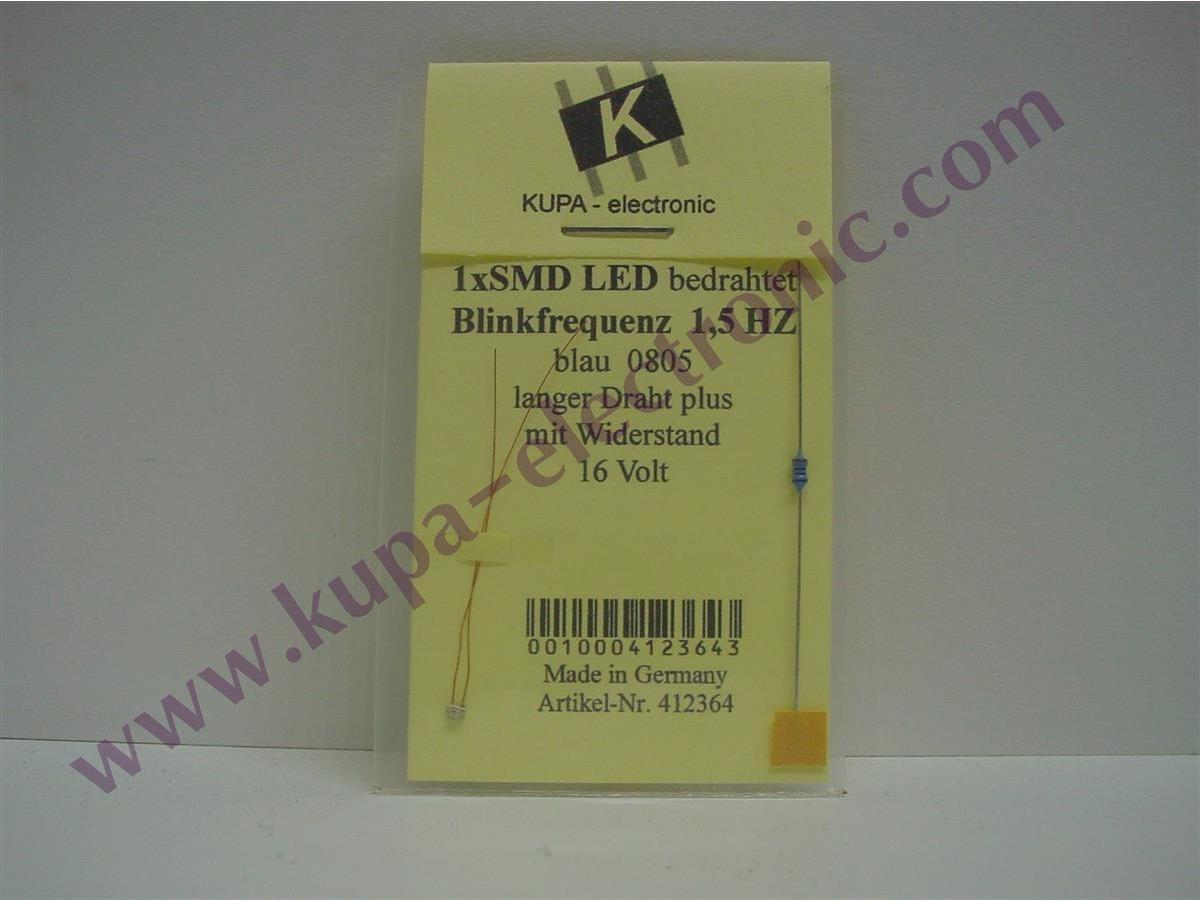 K
KUPA - electronic
1xSMD LED bedrahtet
Blinkfrequenz 1,5 HZ
blau 0805
langer Draht plus
mit Widerstand
16 Volt
0010004123643
Made in Germany
Artikel-Nr. 412364
www.kupa-electronic.com